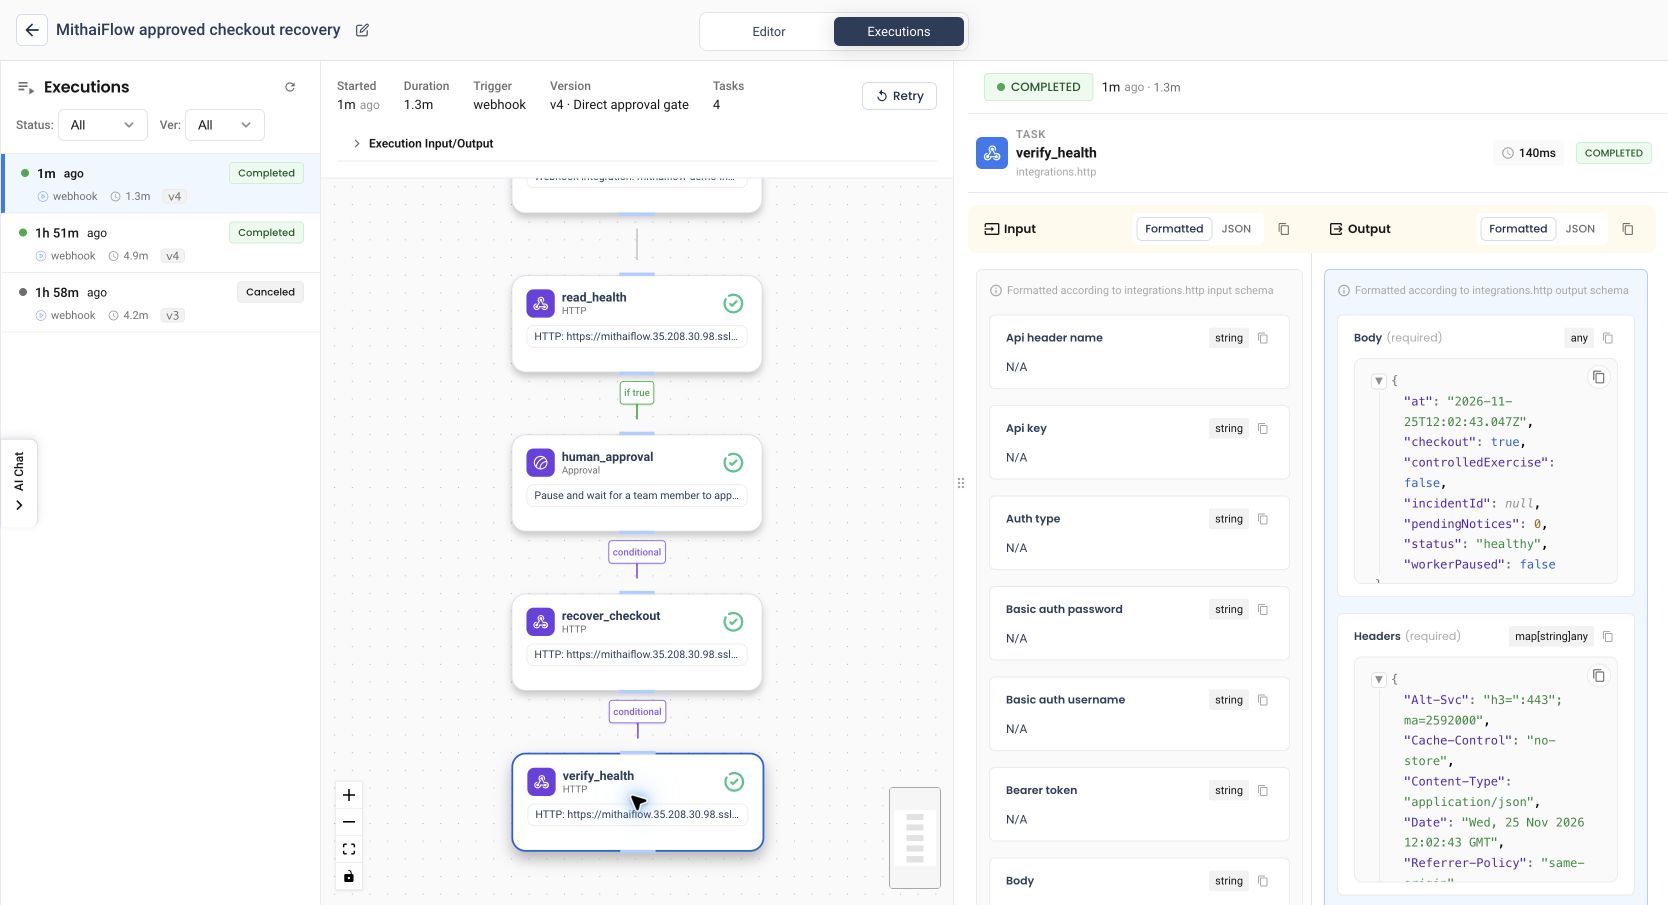 MithaiFlow approved checkout recovery
Editor
Executions
Executions
Status:
All
Ver:
All
1m ago
Completed
webhook
1.3m
v4
1h 51m ago
Completed
webhook
4.9m
v4
1h 58m ago
Canceled
webhook
4.2m
v3
AI Chat
Started
1m ago
Duration
1.3m
Trigger
webhook
Version
v4 · Direct approval gate
Tasks
4
Retry
Execution Input/Output
read_health
HTTP
HTTP: https://mithaiflow.35.208.30.98.ssl...
if true
human_approval
Approval
Pause and wait for a team member to app...
conditional
recover_checkout
HTTP
HTTP: https://mithaiflow.35.208.30.98.ssl...
conditional
verify_health
HTTP
HTTP: https://mithaiflow.35.208.30.98.ssl...
COMPLETED
1m ago · 1.3m
TASK
verify_health
integrations.http
140ms
COMPLETED
Input
Formatted
JSON
Formatted according to integrations.http input schema
Api header name
string
N/A
Api key
string
N/A
Auth type
string
N/A
Basic auth password
string
N/A
Basic auth username
string
N/A
Bearer token
string
N/A
Body
string
Output
Formatted
JSON
Formatted according to integrations.http output schema
Body (required)
any
{
"at": "2026-11-
25T12:02:43.047Z",
"checkout": true,
"controlledExercise":
false,
"incidentId": null,
"pendingNotices": 0,
"status": "healthy",
"workerPaused": false
Headers (required)
map[string]any
{
"Alt-Svc": "h3=":443";
ma=2592000",
"Cache-Control": "no-
store",
"Content-Type":
"application/json",
"Date": "Wed, 25 Nov 2026
12:02:43 GMT",
"Referrer-Policy": "same-